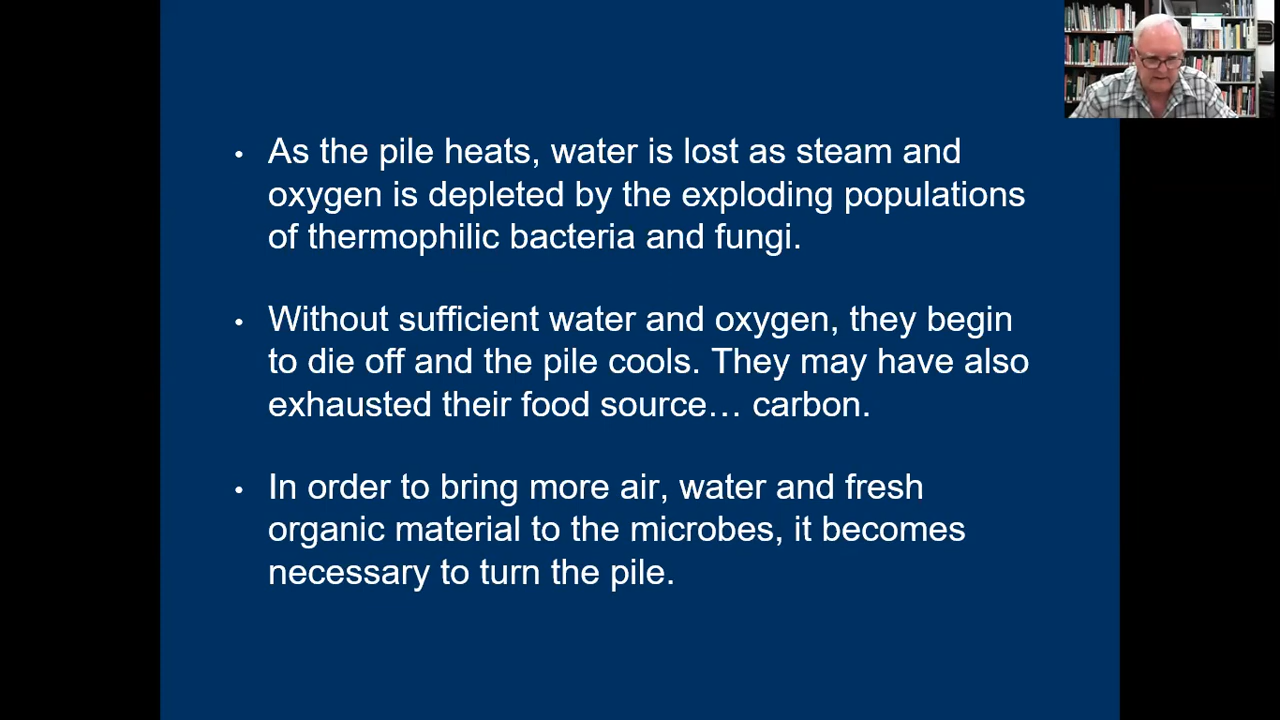 • As the pile heats, water is lost as steam and
oxygen is depleted by the exploding populations
of thermophilic bacteria and fungi.
• Without sufficient water and oxygen, they begin
to die off and the pile cools. They may have also
exhausted their food source… carbon.
• In order to bring more air, water and fresh
organic material to the microbes, it becomes
necessary to turn the pile.